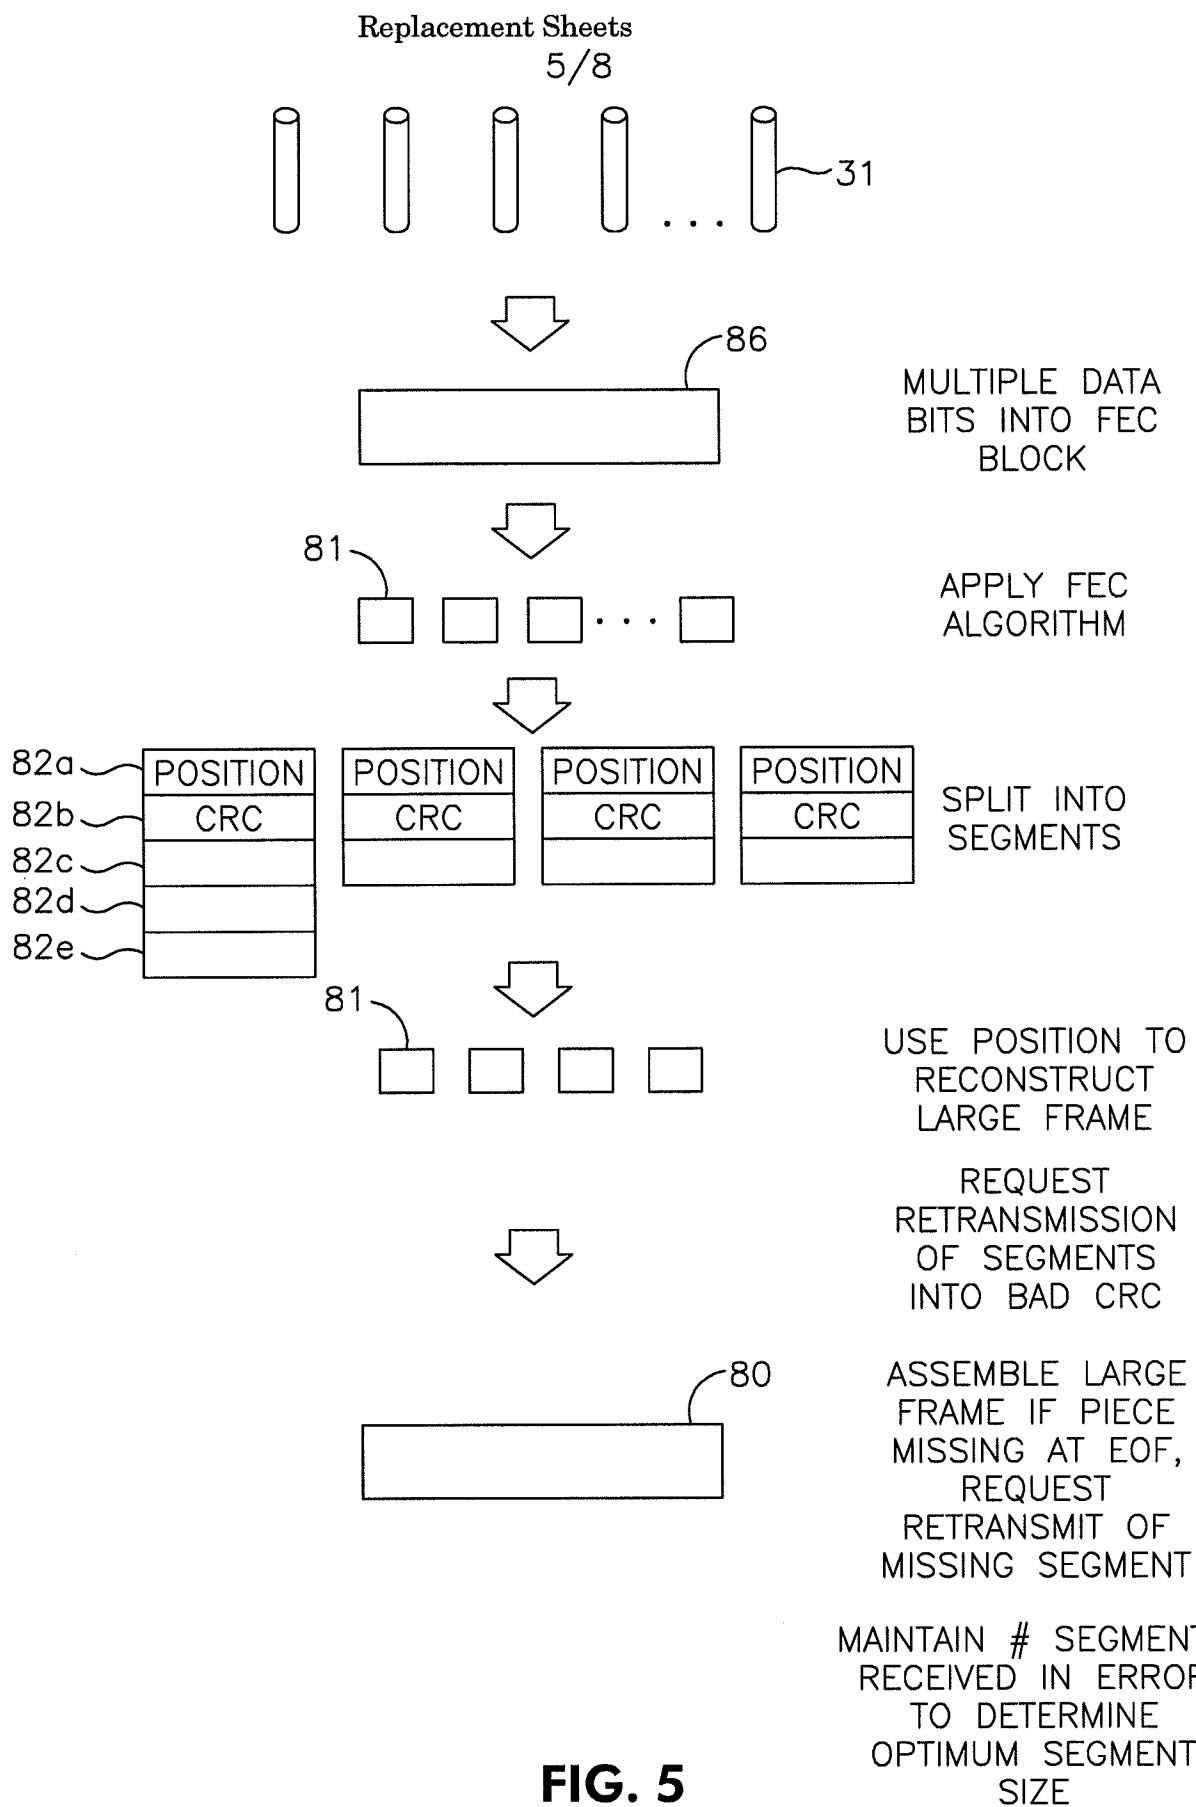 Replacement Sheets
5/8
31
86
MULTIPLE DATA
BITS INTO FEC
BLOCK
81
APPLY FEC
ALGORITHM
82a
POSITION
POSITION
POSITION
POSITION
82b
CRC
CRC
CRC
CRC
SPLIT INTO
SEGMENTS
82c
82d
82e
81
USE POSITION TO
RECONSTRUCT
LARGE FRAME
REQUEST
RETRANSMISSION
OF SEGMENTS
INTO BAD CRC
80
ASSEMBLE LARGE
FRAME IF PIECE
MISSING AT EOF,
REQUEST
RETRANSMIT OF
MISSING SEGMENT
MAINTAIN # SEGMENT
RECEIVED IN ERROR
TO DETERMINE
OPTIMUM SEGMENT
SIZE
FIG. 5